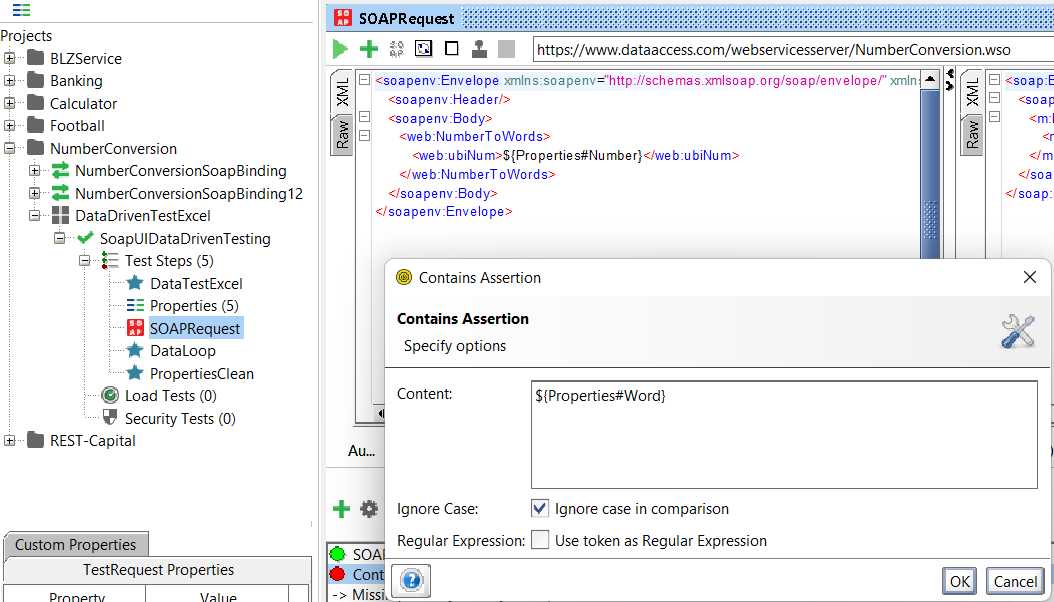 Projects
BLZService
Banking
Calculator
Football
NumberConversion
NumberConversionSoapBinding
NumberConversionSoapBinding12
DataDrivenTestExcel
SoapUIDataDrivenTesting
Test Steps (5)
DataTestExcel
Properties (5)
SOAPRequest
DataLoop
PropertiesClean
Load Tests (0)
Security Tests (0)
REST-Capital
Custom Properties
TestRequest Properties
Property Value
SOAPRequest
https://www.dataaccess.com/webservicesserver/NumberConversion.wso
XML
Raw
<soapenv:Envelope xmlns:soapenv="http://schemas.xmlsoap.org/soap/envelope/" xmln
<soapenv:Header/>
<soapenv:Body>
<web:NumberToWords>
<web:ubiNum>${Properties#Number}</web:ubiNum>
</web:NumberToWords>
</soapenv:Body>
</soapenv:Envelope>
XML
Raw
<soap:E
<soap
<m:
<
</m
</soa
</soap:
Au...
SOAP
Cont
-> Missi
Contains Assertion
Contains Assertion
Specify options
Content:
${Properties#Word}
Ignore Case: Ignore case in comparison
Regular Expression: Use token as Regular Expression
OK Cancel